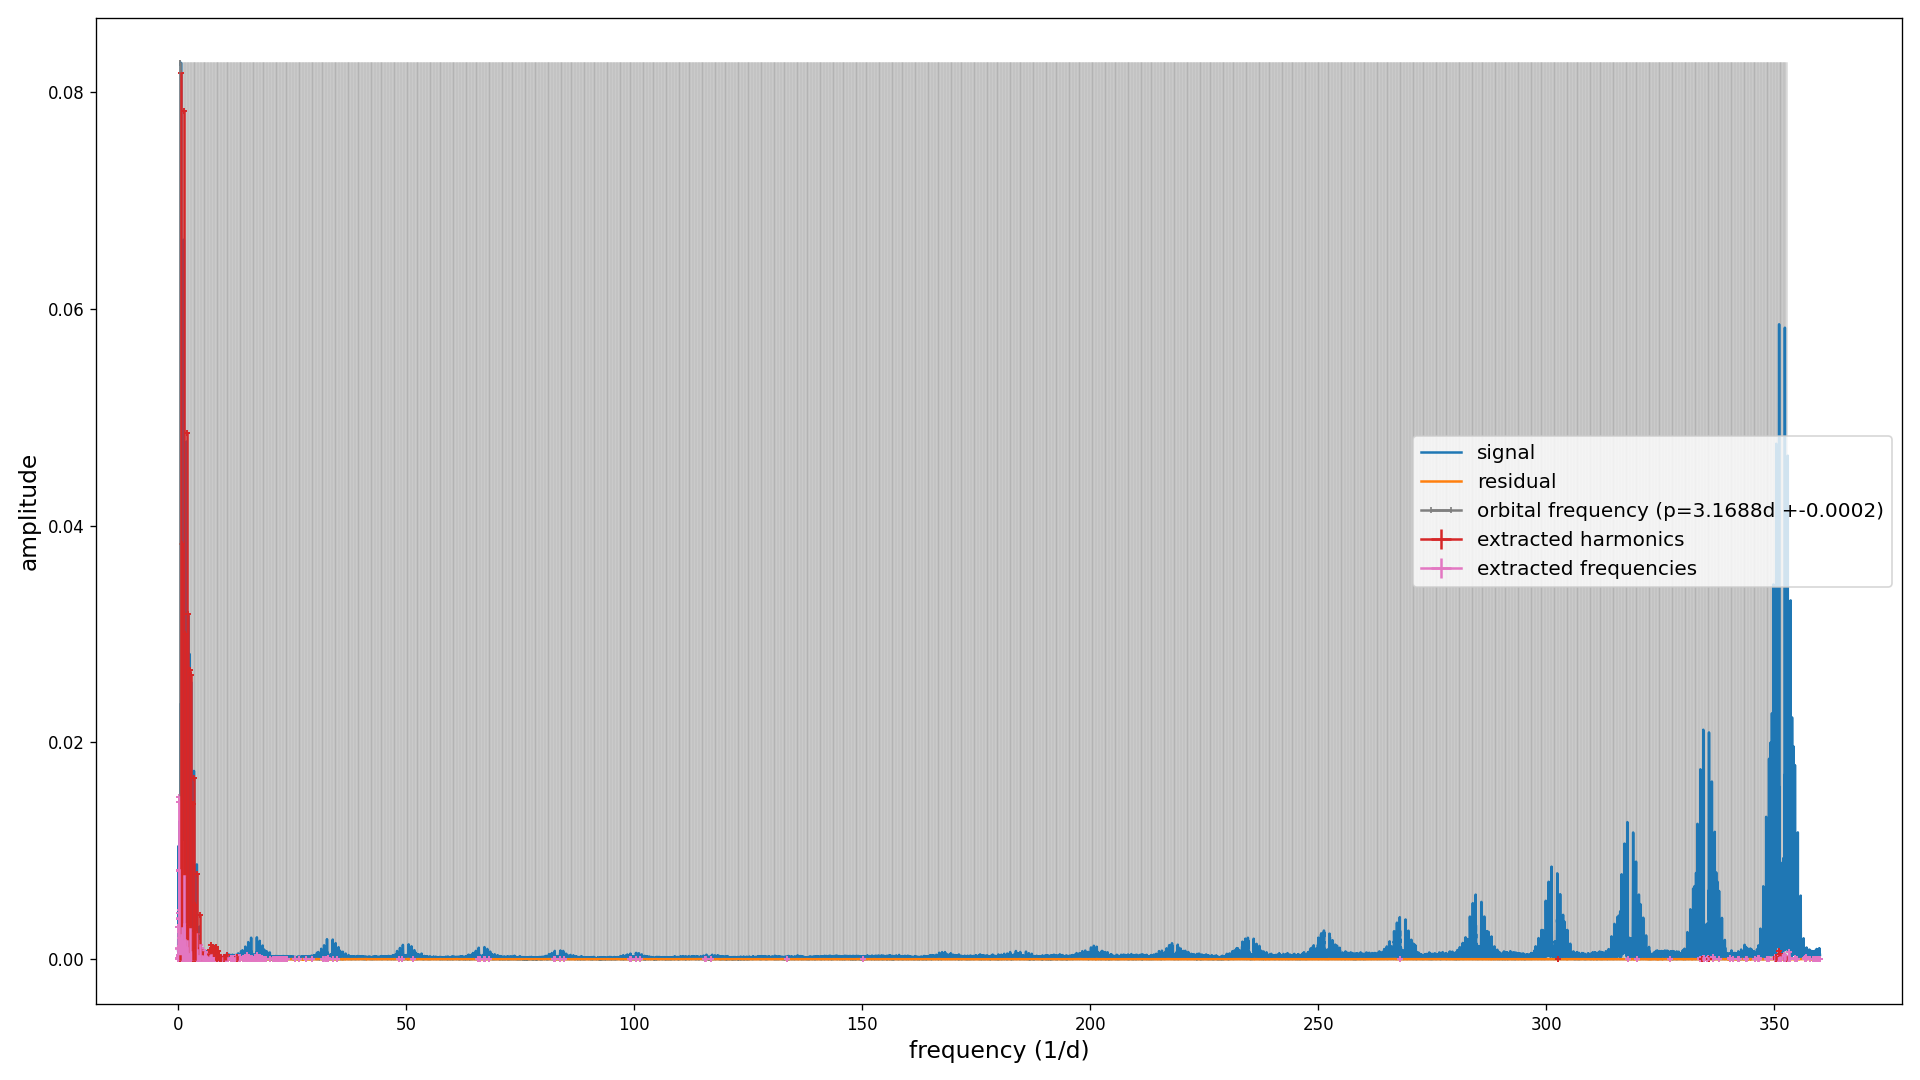 0.08
0.06
0.04
0.02
0.00
amplitude
signal
residual
orbital frequency (p=3.1688d +-0.0002)
extracted harmonics
extracted frequencies
0 50 100 150 200 250 300 350
frequency (1/d)